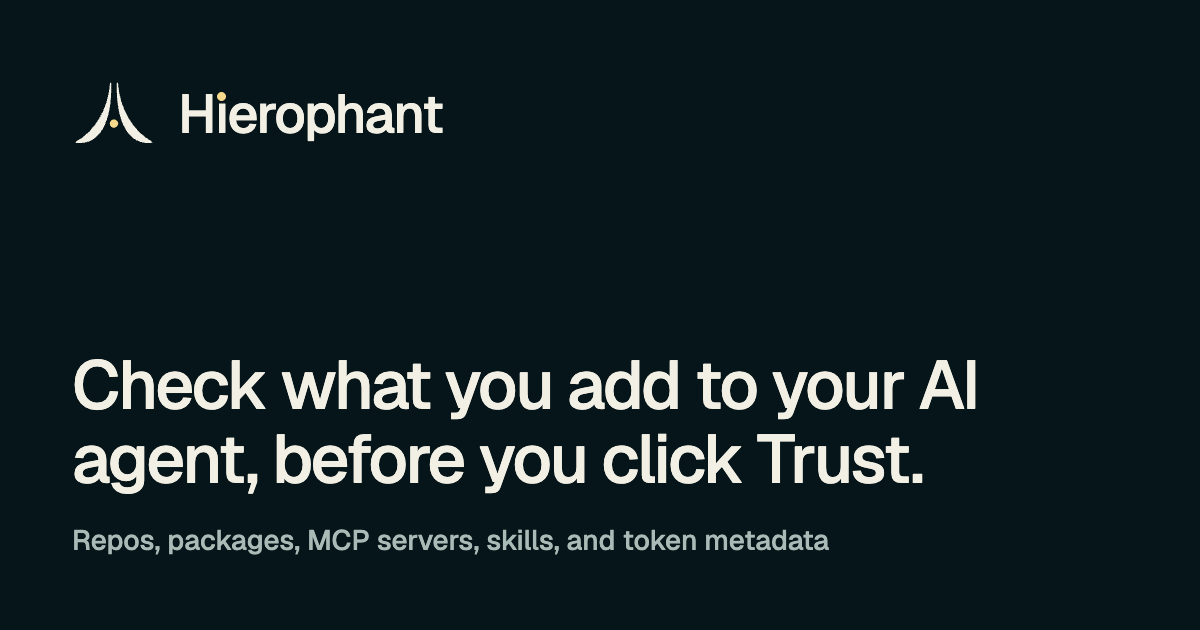 Hierophant
Check what you add to your AI
agent, before you click Trust.
Repos, packages, MCP servers, skills, and token metadata